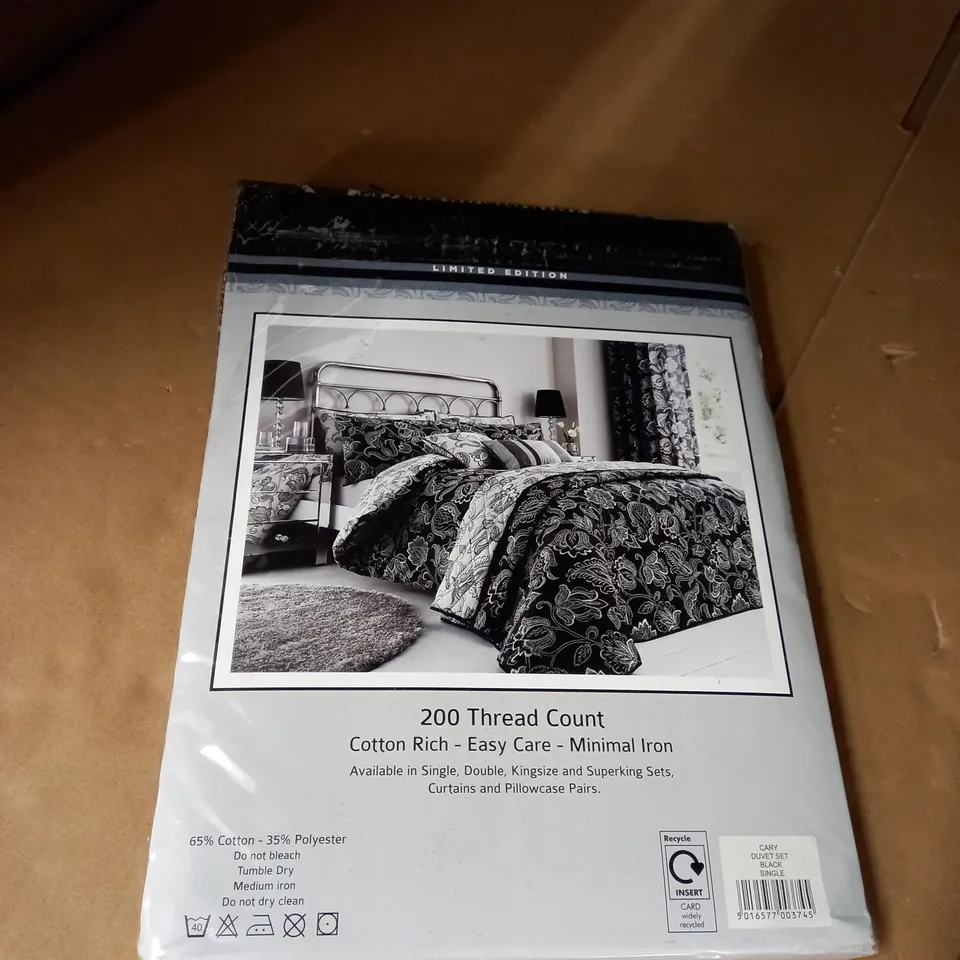 LIMITED EDITION
200 Thread Count
Cotton Rich - Easy Care - Minimal Iron
Available in Single, Double, Kingsize and Superking Sets,
Curtains and Pillowcase Pairs.
65% Cotton - 35% Polyester
Do not bleach
Tumble Dry
Medium iron
Do not dry clean
40
Recycle
INSERT
CARD
widely
recycled
CARY
DUVET SET
BLACK
SINGLE
5016577003745